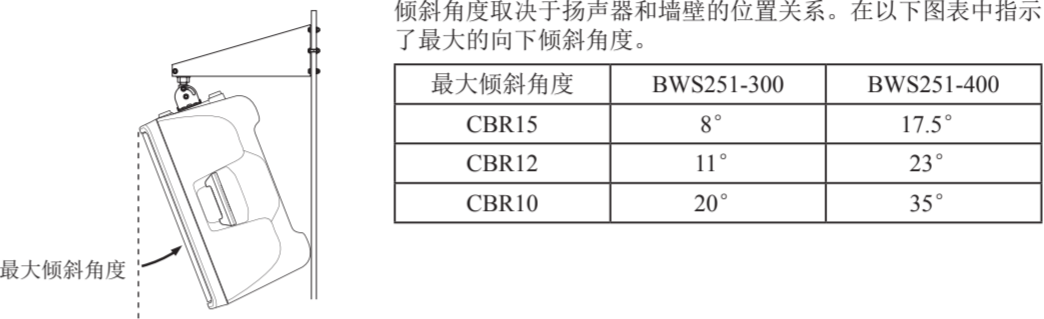 倾斜角度取决于扬声器和墙壁的位置关系。在以下图表中指示
了最大的向下倾斜角度。
最大倾斜角度 BWS251-300 BWS251-400
CBR15 8° 17.5°
CBR12 11° 23°
CBR10 20° 35°
最大倾斜角度